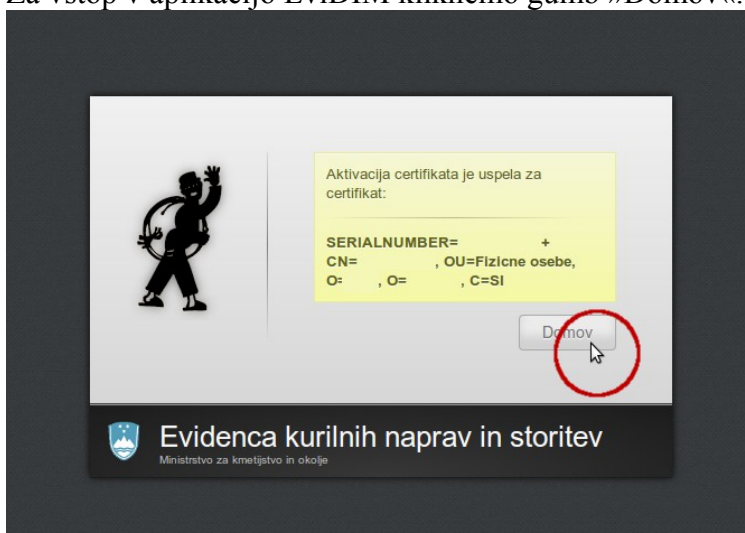 Za vstop v aplikacijo EviDIM kliknemo gumb »Domov«.
Aktivacija certifikata je uspela za
certifikat:
SERIALNUMBER= +
CN= , OU=Fizicne osebe,
O= , O= , C=SI
Domov
Evidenca kurilnih naprav in storitev
Ministrstvo za kmetijstvo in okolje